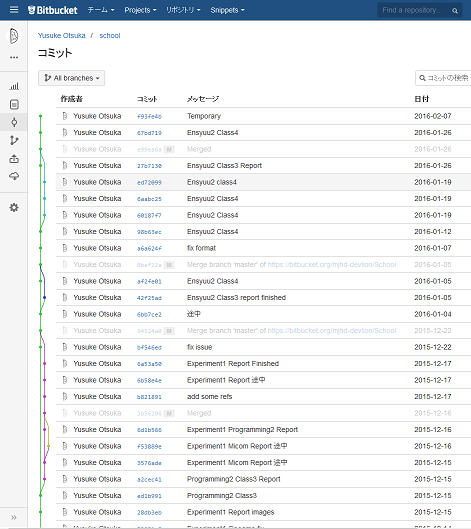 Bitbucket チーム Projects リポジトリ Snippets Find a repository...
Yusuke Otsuka / school
コミット
All branches コミットの検索
作成者 コミット メッセージ 日付
Yusuke Otsuka f93fe4b Temporary 2016-02-07
Yusuke Otsuka 67bd719 Ensyuu2 Class4 2016-01-26
Yusuke Otsuka M Merged 2016-01-26
Yusuke Otsuka 27b7130 Ensyuu2 Class3 Report 2016-01-26
Yusuke Otsuka ed72099 Ensyuu2 class4 2016-01-19
Yusuke Otsuka 6aabc25 Ensyuu2 Class4 2016-01-19
Yusuke Otsuka 60187f7 Ensyuu2 Class4 2016-01-19
Yusuke Otsuka 98b63ec Ensyuu2 Class4 2016-01-12
Yusuke Otsuka a6a624f fix format 2016-01-07
Yusuke Otsuka M Merge branch 'master' of https://bitbucket.org/mjhd-devlion/School 2016-01-05
Yusuke Otsuka af2fe01 Ensyuu2 Class4 2016-01-05
Yusuke Otsuka 42f25ad Ensyuu2 Class3 report finished 2016-01-05
Yusuke Otsuka 6bb7ce2 途中 2016-01-04
Yusuke Otsuka M Merge branch 'master' of https://bitbucket.org/mjhd-devlion/School 2015-12-22
Yusuke Otsuka bf546ed fix issue 2015-12-22
Yusuke Otsuka 6a53a50 Experiment1 Report Finished 2015-12-17
Yusuke Otsuka 6b58e4e Experiment1 Report 途中 2015-12-17
Yusuke Otsuka b821891 add some refs 2015-12-17
Yusuke Otsuka M Merged 2015-12-16
Yusuke Otsuka 6d1b566 Experiment1 Programming2 Report 2015-12-16
Yusuke Otsuka f53889e Experiment1 Micom Report 途中 2015-12-16
Yusuke Otsuka 3576ade Experiment1 Micom Report 途中 2015-12-15
Yusuke Otsuka a2cec41 Programming2 Class3 Report 2015-12-15
Yusuke Otsuka ed1b991 Programming2 Class3 2015-12-15
Yusuke Otsuka 28db3eb Experiment1 Report images 2015-12-15